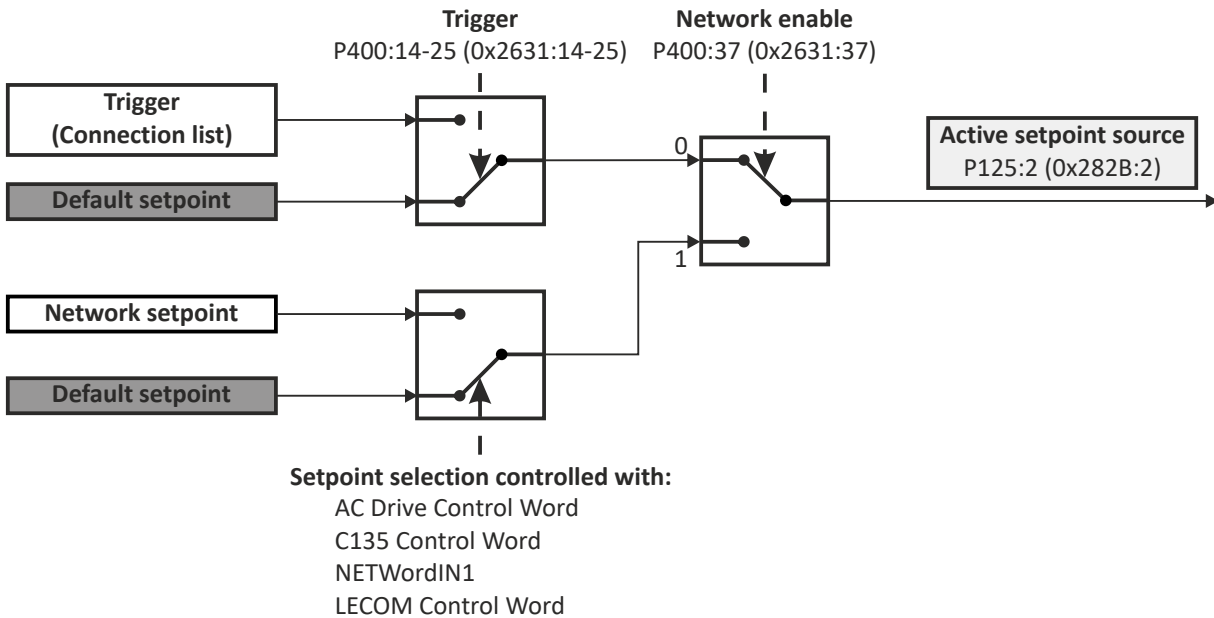 Trigger
P400:14-25 (0x2631:14-25)
Network enable
P400:37 (0x2631:37)
Trigger
(Connection list)
Default setpoint
0
1
Active setpoint source
P125:2 (0x282B:2)
Network setpoint
Default setpoint
Setpoint selection controlled with:
AC Drive Control Word
C135 Control Word
NETWordIN1
LECOM Control Word